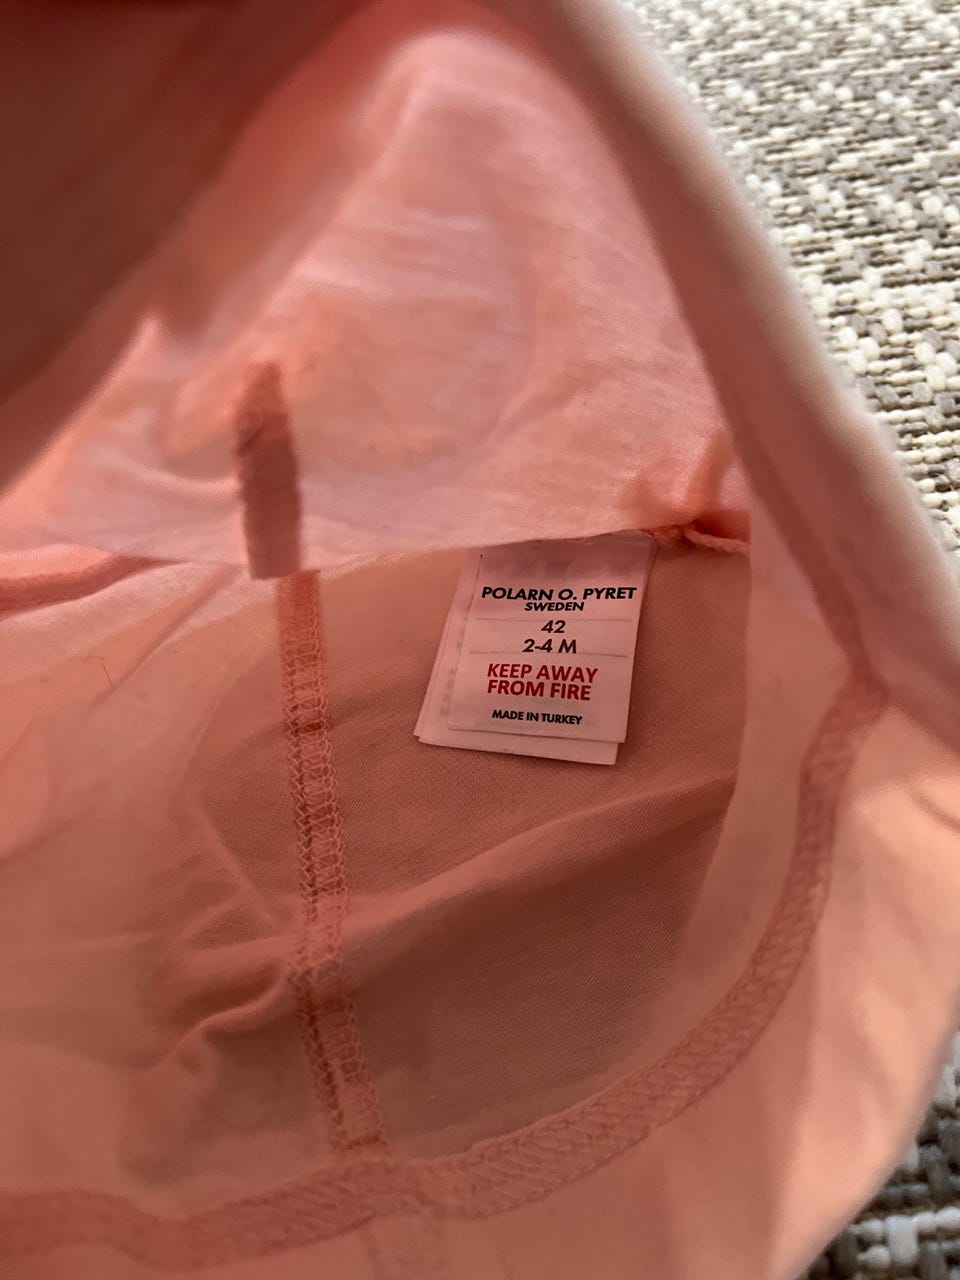 POLARN O. PYRET
SWEDEN
42
2-4 M
KEEP AWAY
FROM FIRE
MADE IN TURKEY